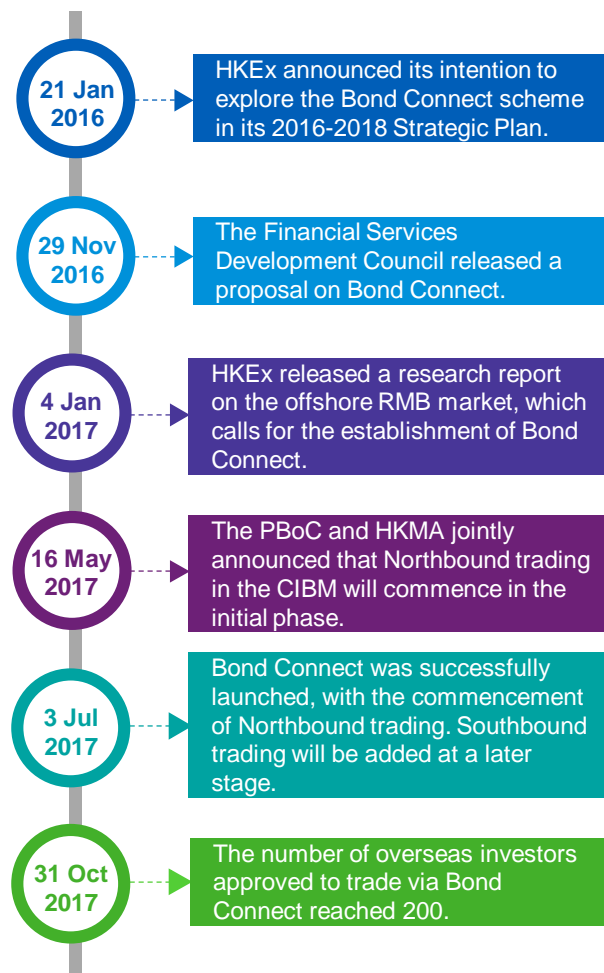 21 Jan
2016
HKEx announced its intention to
explore the Bond Connect scheme
in its 2016-2018 Strategic Plan.
29 Nov
2016
The Financial Services
Development Council released a
proposal on Bond Connect.
4 Jan
2017
HKEx released a research report
on the offshore RMB market, which
calls for the establishment of Bond
Connect.
16 May
2017
The PBoC and HKMA jointly
announced that Northbound trading
in the CIBM will commence in the
initial phase.
3 Jul
2017
Bond Connect was successfully
launched, with the commencement
of Northbound trading. Southbound
trading will be added at a later
stage.
31 Oct
2017
The number of overseas investors
approved to trade via Bond
Connect reached 200.